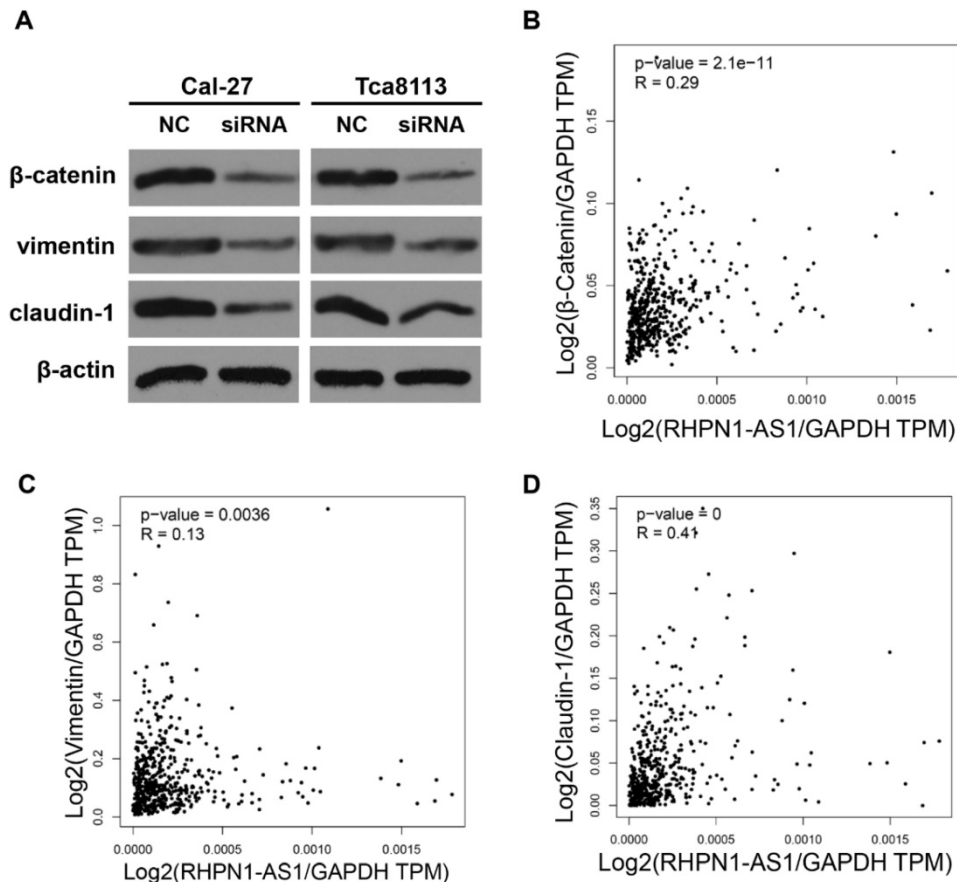 A
Cal-27 Tca8113
NC siRNA NC siRNA
β-catenin
vimentin
claudin-1
β-actin
B
p-value = 2.1e-11
R = 0.29
Log2(β-Catenin/GAPDH TPM)
0.00 0.05 0.10 0.15
0.0000 0.0005 0.0010 0.0015
Log2(RHPN1-AS1/GAPDH TPM)
C
p-value = 0.0036
R = 0.13
Log2(Vimentin/GAPDH TPM)
0.0 0.2 0.4 0.6 0.8 1.0
0.0000 0.0005 0.0010 0.0015
Log2(RHPN1-AS1/GAPDH TPM)
D
p-value = 0
R = 0.41
Log2(Claudin-1/GAPDH TPM)
0.00 0.05 0.10 0.15 0.20 0.25 0.30 0.35
0.0000 0.0005 0.0010 0.0015
Log2(RHPN1-AS1/GAPDH TPM)